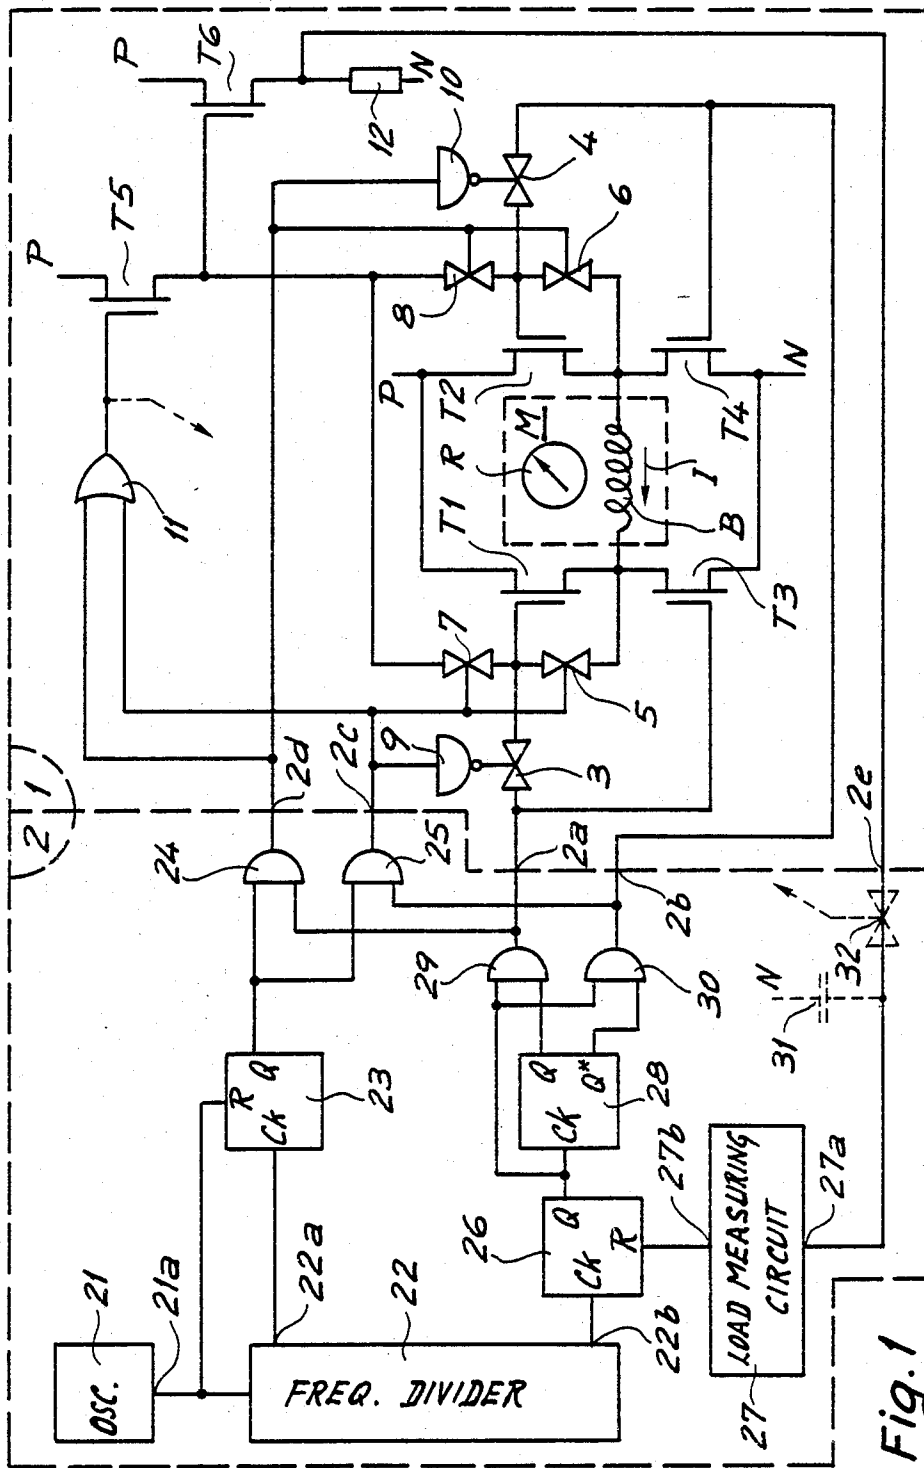 21
OSC.
21a
22
FREQ. DIVIDER
22a
22b
R
Q
Ck
23
24
25
26
Q
Ck
R
27
LOAD MEASURING
CIRCUIT
27a
27b
Q
Ck
Q*
28
29
30
31
N
32
2
1
2d
2c
2a
2b
2e
11
9
3
7
5
T1
T3
R
M
B
I
P
T2
T4
N
8
6
4
10
P
T5
P
T6
12
N
Fig.1